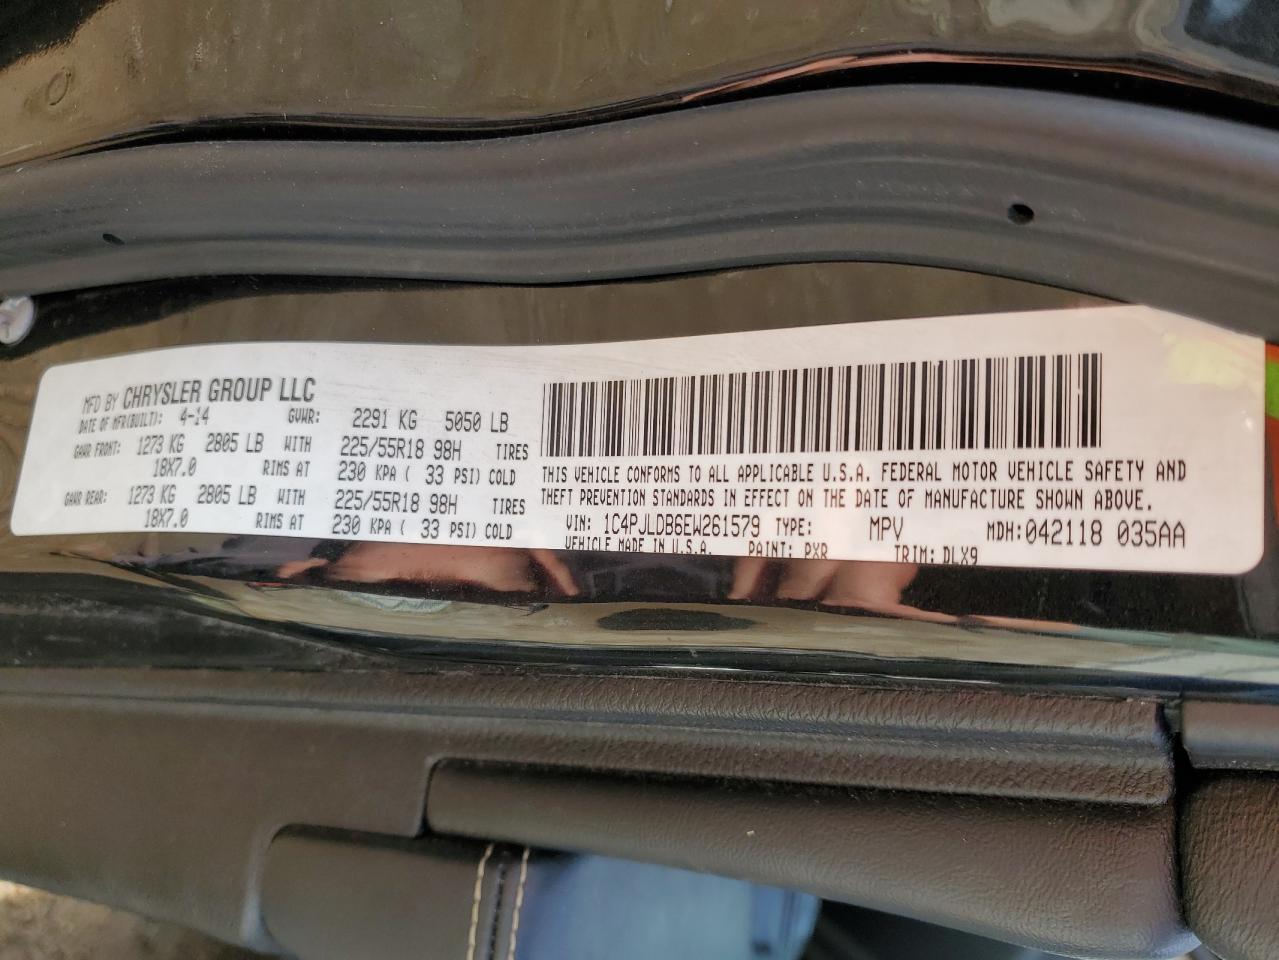 MFD BY CHRYSLER GROUP LLC
DATE OF MFR(BUILT): 4-14 GVWR: 2291 KG 5050 LB
GAWR FRONT: 1273 KG 2805 LB WITH 225/55R18 98H TIRES
18X7.0 RIMS AT 230 KPA ( 33 PSI) COLD
GAWR REAR: 1273 KG 2805 LB WITH 225/55R18 98H TIRES
18X7.0 RIMS AT 230 KPA ( 33 PSI) COLD
THIS VEHICLE CONFORMS TO ALL APPLICABLE U.S.A. FEDERAL MOTOR VEHICLE SAFETY AND
THEFT PREVENTION STANDARDS IN EFFECT ON THE DATE OF MANUFACTURE SHOWN ABOVE.
VIN: 1C4PJLDB6EW261579 TYPE: MPV MDH:042118 035AA
VEHICLE MADE IN U.S.A. PAINT: PXR TRIM: DLX9